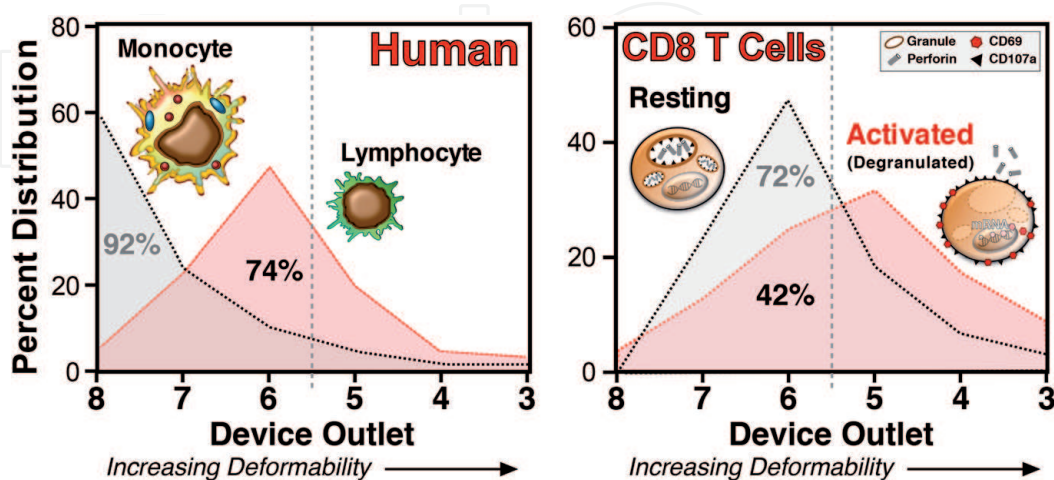 80
60
40
20
0
Percent Distribution
Monocyte
Human
Lymphocyte
92%
74%
8 7 6 5 4 3
Device Outlet
Increasing Deformability
60
40
20
0
CD8 T Cells
Granule CD69
Perforin CD107a
Resting
Activated
(Degranulated)
72%
mRNA
42%
8 7 6 5 4 3
Device Outlet
Increasing Deformability